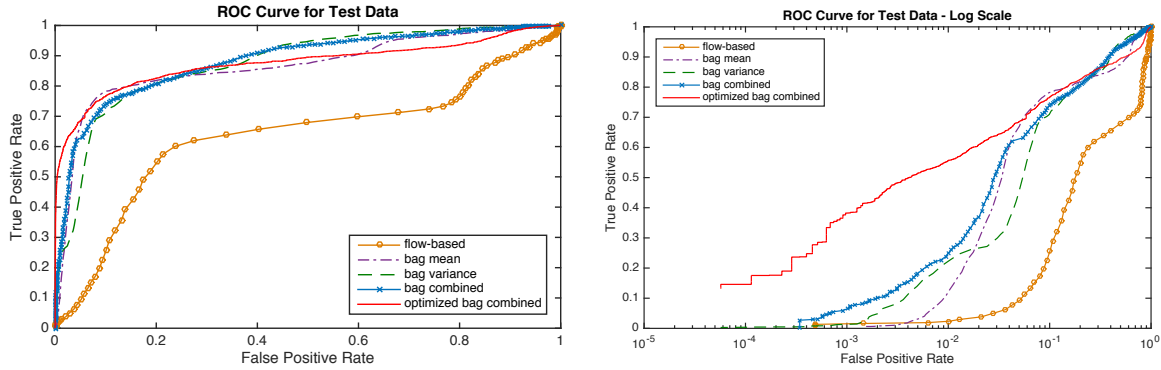 ROC Curve for Test Data
True Positive Rate
1
0.9
0.8
0.7
0.6
0.5
0.4
0.3
0.2
0.1
0
0
0.2
0.4
0.6
0.8
1
False Positive Rate
flow-based
bag mean
bag variance
bag combined
optimized bag combined
ROC Curve for Test Data - Log Scale
True Positive Rate
1
0.9
0.8
0.7
0.6
0.5
0.4
0.3
0.2
0.1
0
10^-5
10^-4
10^-3
10^-2
10^-1
10^0
False Positive Rate
flow-based
bag mean
bag variance
bag combined
optimized bag combined